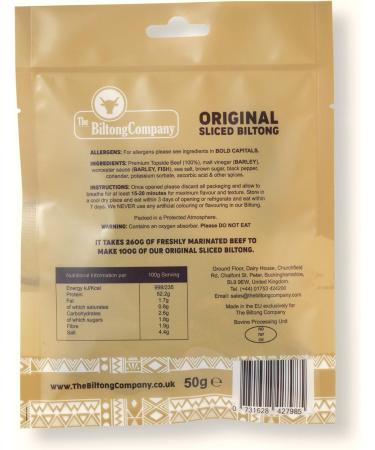 The
BiltongCompany
ORIGINAL
SLICED BILTONG
ALLERGENS: For allergens please see ingredients in BOLD CAPITALS.
INGREDIENTS: Premium Topside Beef (100%), malt vinegar (BARLEY),
worcester sauce (BARLEY, FISH), sea salt, brown sugar, black pepper,
coriander, potassium sorbate, ascorbic acid & other spices.
INSTRUCTIONS: Once opened please discard all packaging and allow to
breathe for at least 15-20 minutes for maximum flavour and texture. Store in
a cool dry place and eat within 3 days of opening or refrigerate and eat within
7 days. We NEVER use any artificial colouring or flavouring in our Biltong.
Packed in a Protected Atmosphere.
WARNING: Contains an oxygen absorber. Please DO NOT EAT
IT TAKES 260G OF FRESHLY MARINATED BEEF TO
MAKE 100G OF OUR ORIGINAL SLICED BILTONG.
Nutritional Information per 100g Serving
Energy kJ/Kcal 999/235
Protein 52.2g
Fat 1.7g
of which saturates 0.8g
Carbohydrates 2.6g
of which sugars 1.8g
Fibre 1.9g
Salt 4.4g
Ground Floor, Dairy House, Churchfield
Rd, Chalfont St. Peter, Buckinghamshire,
SL9 9EW, United Kingdom.
Tel: (+44) 01753 424200
Email: sales@thebiltongcompany.com
Made in the EU exclusively for
The Biltong Company
Bovine Processing Unit
www.TheBiltongCompany.co.uk
50g e
0 731628 427985